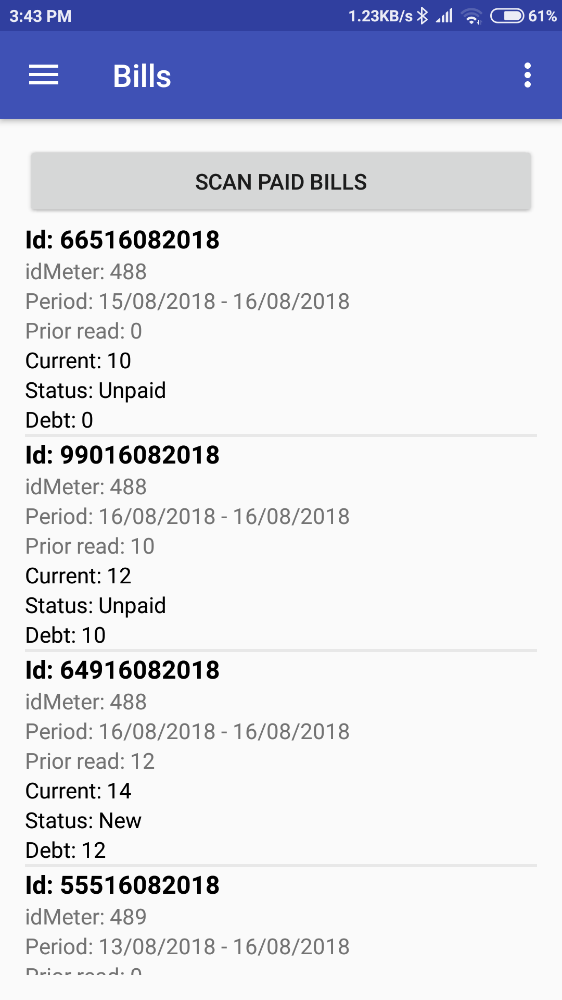 3:43 PM 1.23KB/s 61%
Bills
SCAN PAID BILLS
Id: 66516082018
idMeter: 488
Period: 15/08/2018 - 16/08/2018
Prior read: 0
Current: 10
Status: Unpaid
Debt: 0
Id: 99016082018
idMeter: 488
Period: 16/08/2018 - 16/08/2018
Prior read: 10
Current: 12
Status: Unpaid
Debt: 10
Id: 64916082018
idMeter: 488
Period: 16/08/2018 - 16/08/2018
Prior read: 12
Current: 14
Status: New
Debt: 12
Id: 55516082018
idMeter: 489
Period: 13/08/2018 - 16/08/2018
Prior read: 0